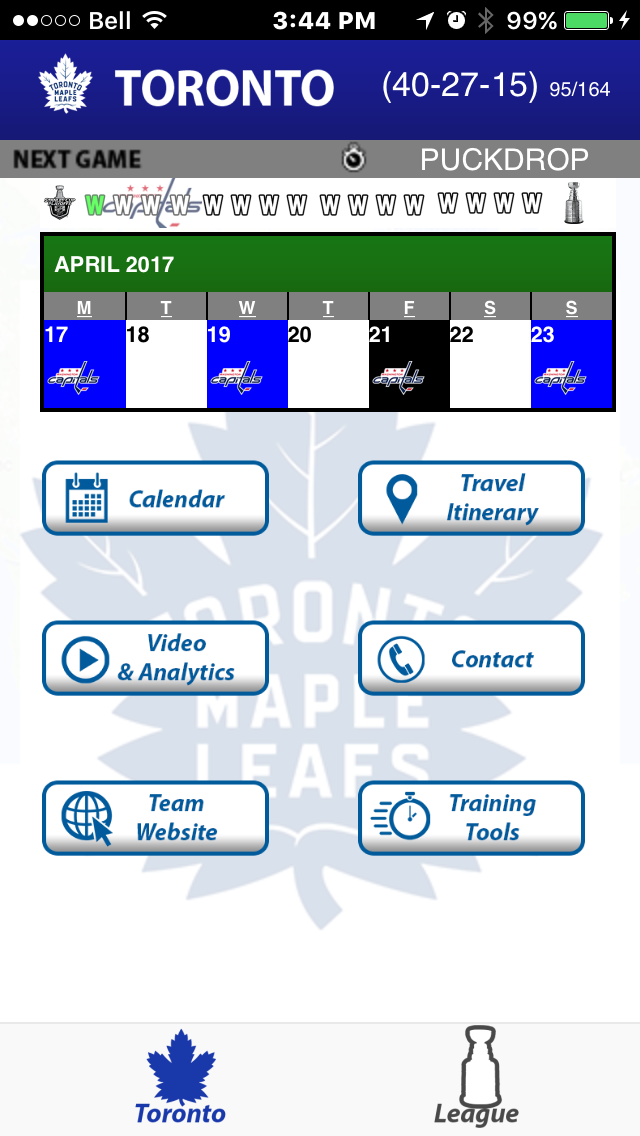 Bell 3:44 PM 99%
TORONTO MAPLE LEAFS TORONTO (40-27-15) 95/164
NEXT GAME PUCKDROP
W W W W W W W W W W W W W W W W
APRIL 2017
M T W T F S S
17 18 19 20 21 22 23
capitals capitals capitals capitals
Calendar
Travel
Itinerary
Video
& Analytics
Contact
Team
Website
Training
Tools
TORONTO
MAPLE
LEAFS
Toronto League